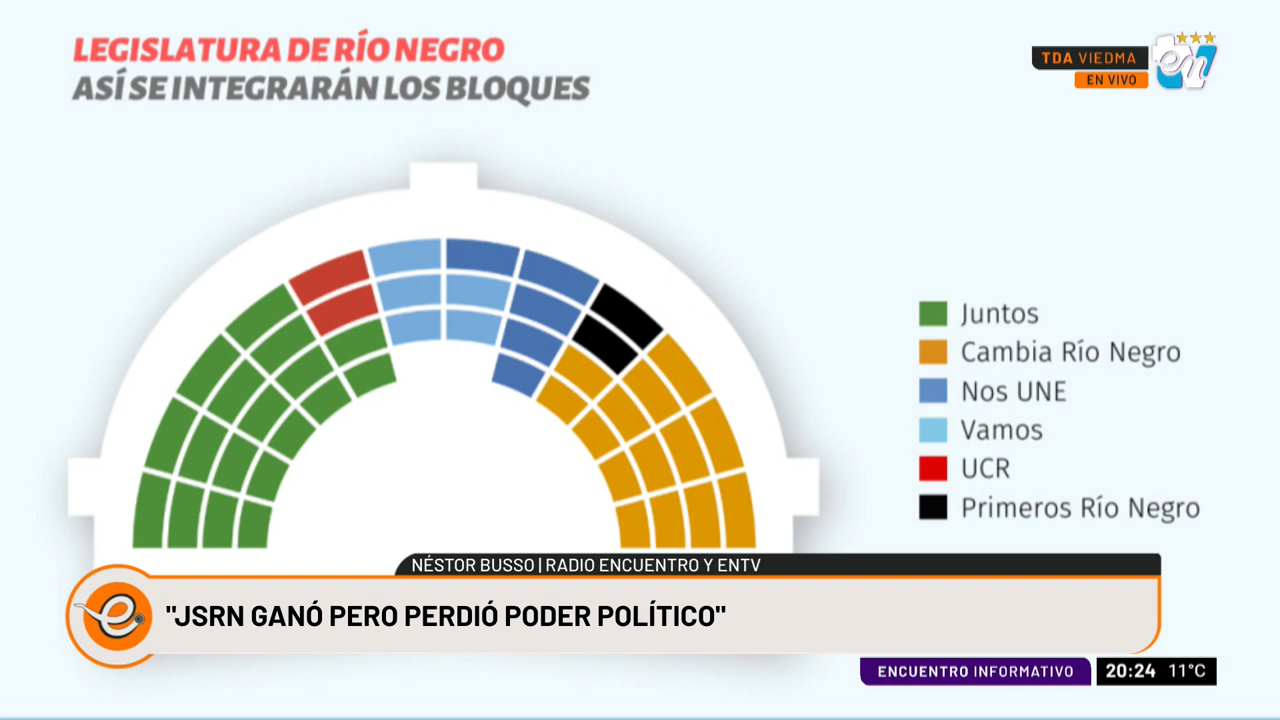 LEGISLATURA DE RÍO NEGRO
ASÍ SE INTEGRARÁN LOS BLOQUES
TDA VIEDMA
EN VIVO
en
Juntos
Cambia Río Negro
Nos UNE
Vamos
UCR
Primeros Río Negro
NÉSTOR BUSSO | RADIO ENCUENTRO Y ENTV
e
"JSRN GANÓ PERO PERDIÓ PODER POLÍTICO"
ENCUENTRO INFORMATIVO
20:24 11°C